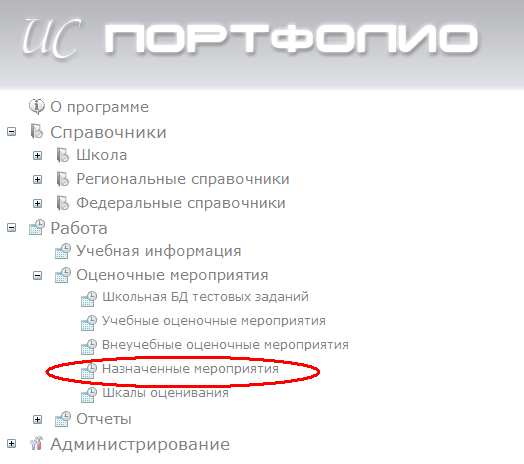 ИС ПОРТФОЛИО
О программе
Справочники
Школа
Региональные справочники
Федеральные справочники
Работа
Учебная информация
Оценочные мероприятия
Школьная БД тестовых заданий
Учебные оценочные мероприятия
Внеучебные оценочные мероприятия
Назначенные мероприятия
Шкалы оценивания
Отчеты
Администрирование